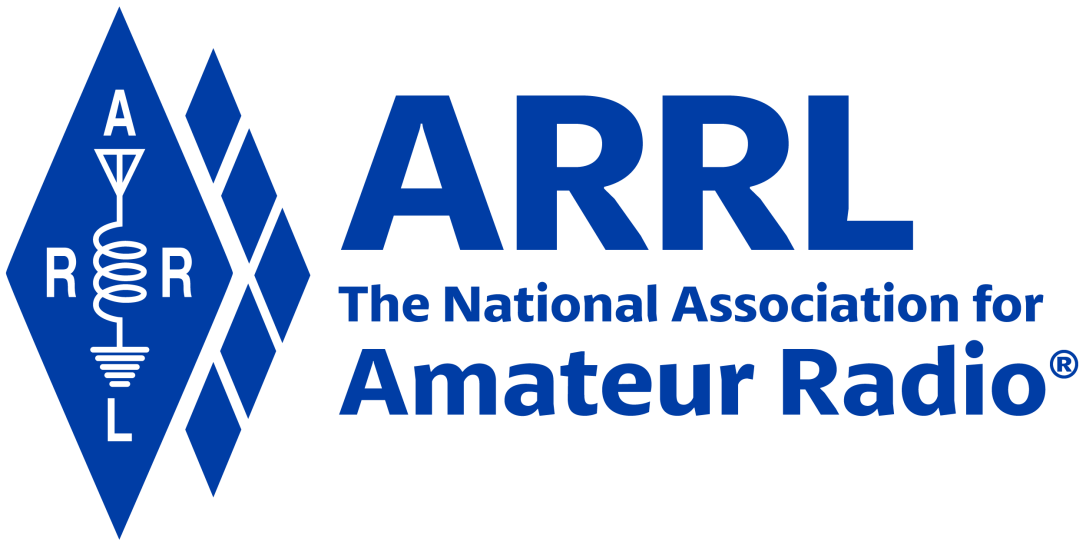 A
R R
L
ARRL
The National Association for
Amateur Radio®